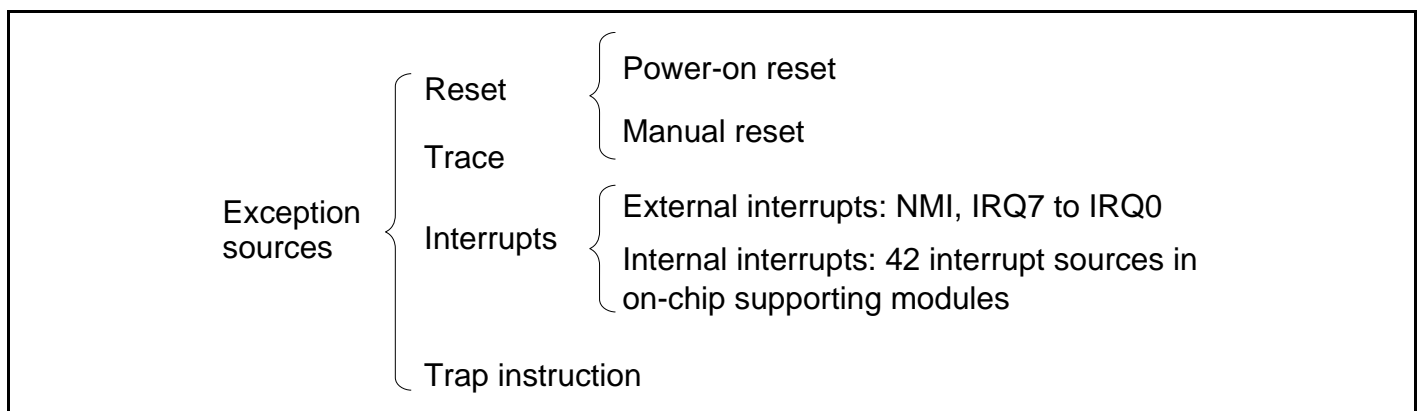 Exception
sources
Reset
Power-on reset
Manual reset
Trace
Interrupts
External interrupts: NMI, IRQ7 to IRQ0
Internal interrupts: 42 interrupt sources in
on-chip supporting modules
Trap instruction